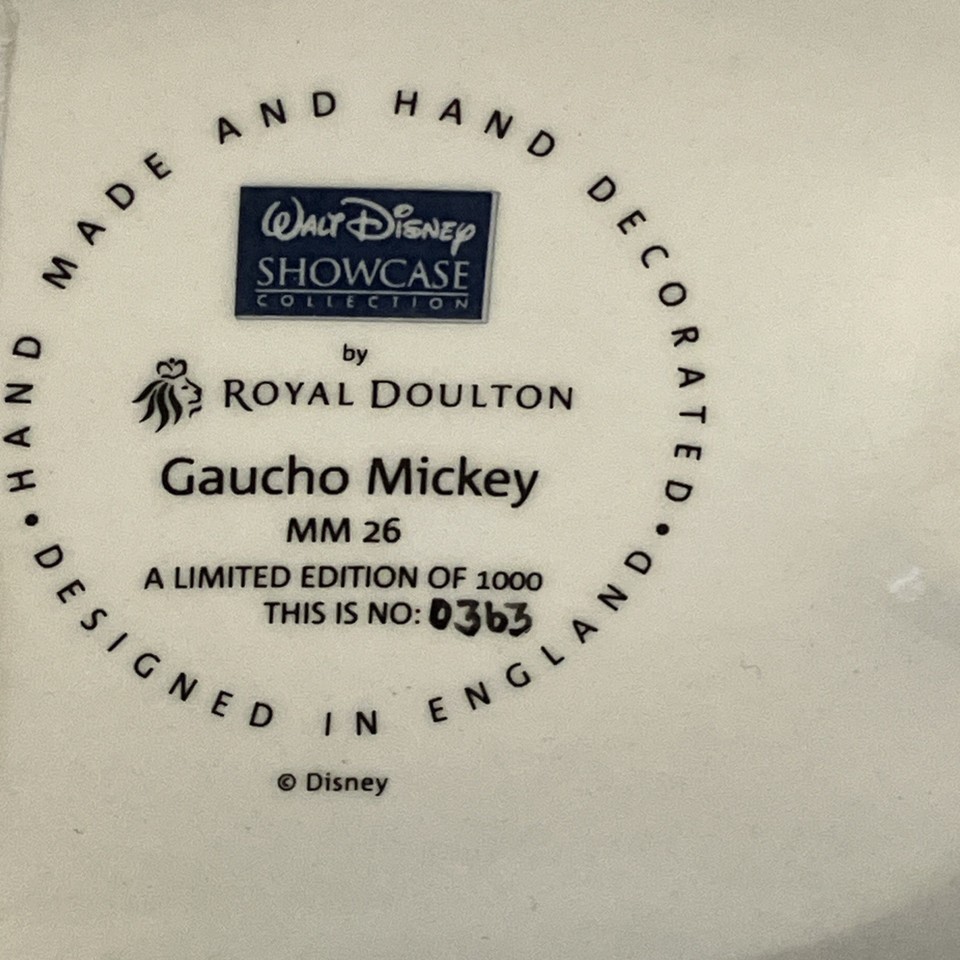 HAND MADE AND HAND DECORATED
WALT DISNEY
SHOWCASE
COLLECTION
by
ROYAL DOULTON
Gaucho Mickey
MM 26
A LIMITED EDITION OF 1000
THIS IS NO: 0363
• DESIGNED IN ENGLAND •
© Disney